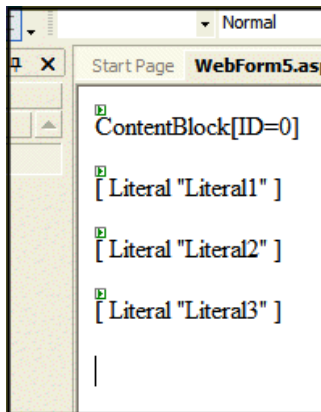 Normal
Start Page WebForm5.asp
ContentBlock[ID=0]
[ Literal "Literal1" ]
[ Literal "Literal2" ]
[ Literal "Literal3" ]